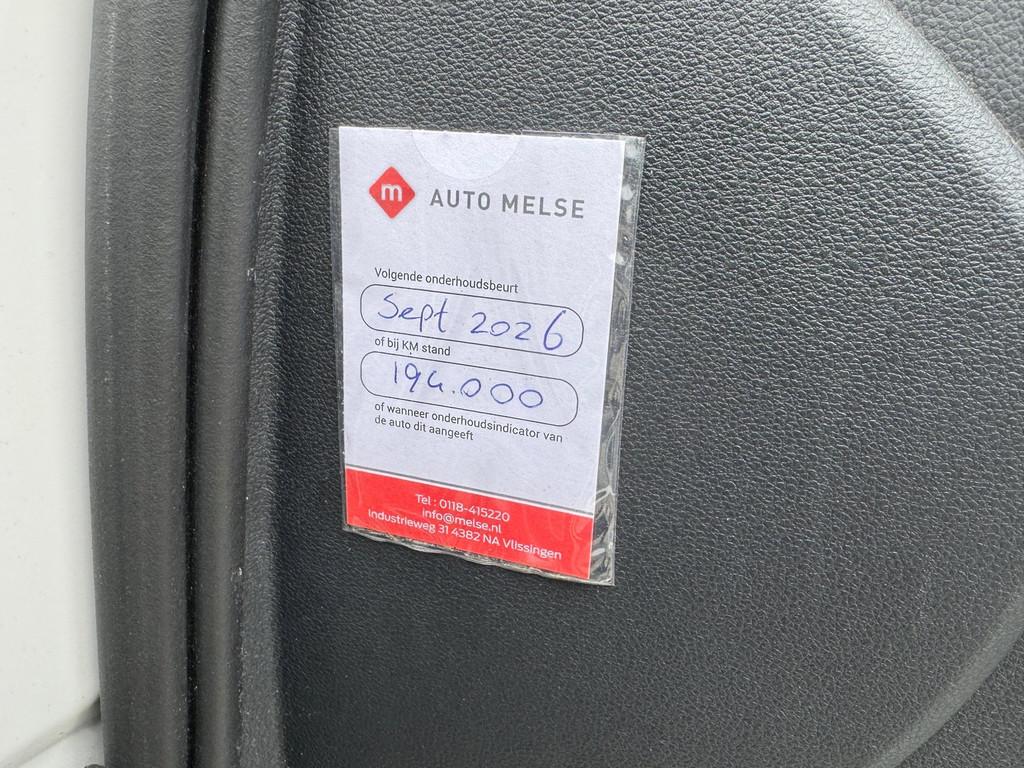 m AUTO MELSE
Volgende onderhoudsbeurt
Sept 2026
of bij KM stand
194.000
of wanneer onderhoudsindicator van
de auto dit aangeeft
Tel : 0118-415220
info@melse.nl
Industrieweg 31 4382 NA Vlissingen